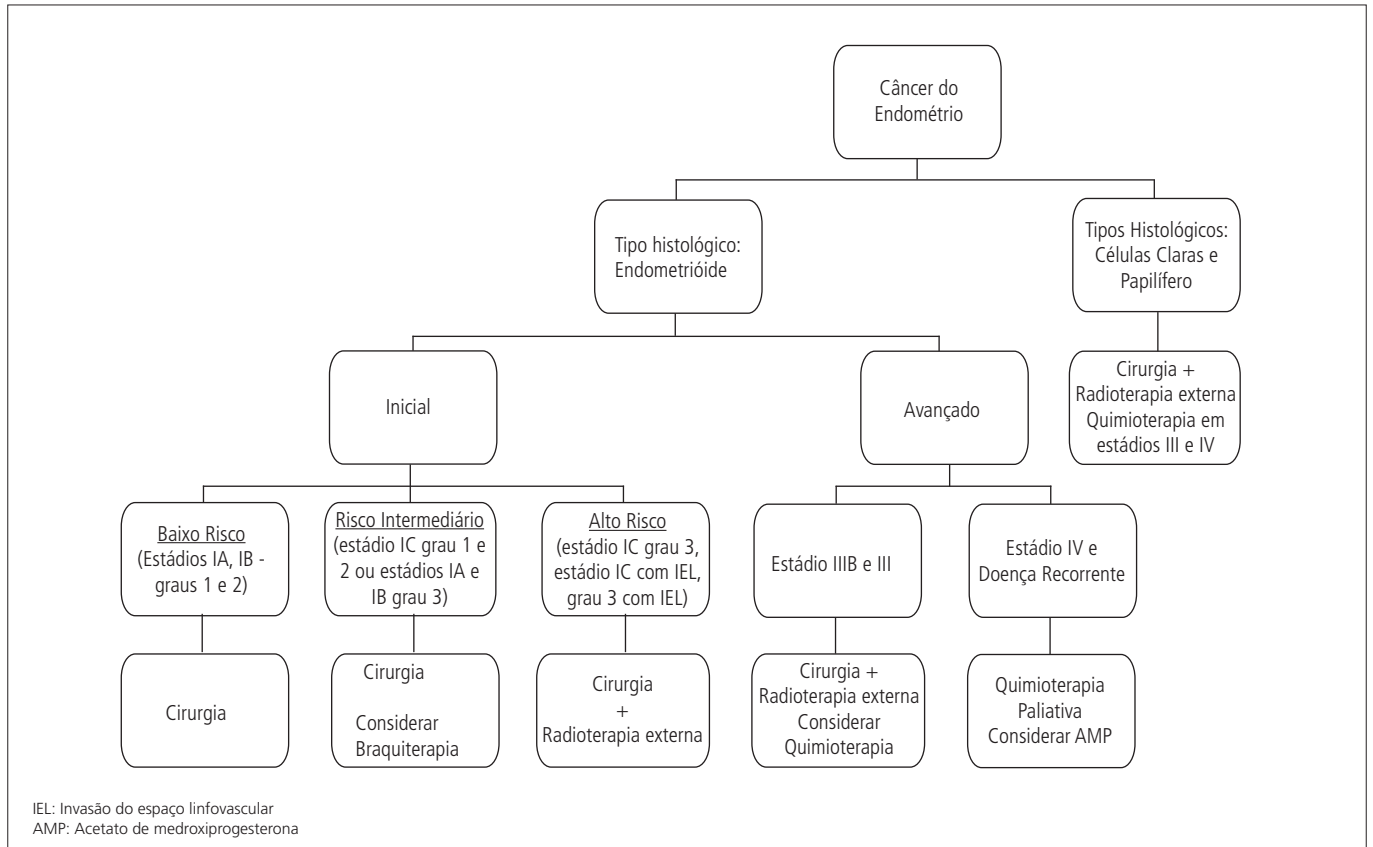 Câncer do
Endométrio
Tipo histológico:
Endometrióide
Tipos Histológicos:
Células Claras e
Papilífero
Inicial
Avançado
Cirurgia +
Radioterapia externa
Quimioterapia em
estádios III e IV
Baixo Risco
(Estádios IA, IB -
graus 1 e 2)
Risco Intermediário
(estádio IC grau 1 e
2 ou estádios IA e
IB grau 3)
Alto Risco
(estádio IC grau 3,
estádio IC com IEL,
grau 3 com IEL)
Estádio IIIB e III
Estádio IV e
Doença Recorrente
Cirurgia
Cirurgia
Considerar
Braquiterapia
Cirurgia
+
Radioterapia externa
Cirurgia +
Radioterapia externa
Considerar
Quimioterapia
Quimioterapia
Paliativa
Considerar AMP
IEL: Invasão do espaço linfovascular
AMP: Acetato de medroxiprogesterona